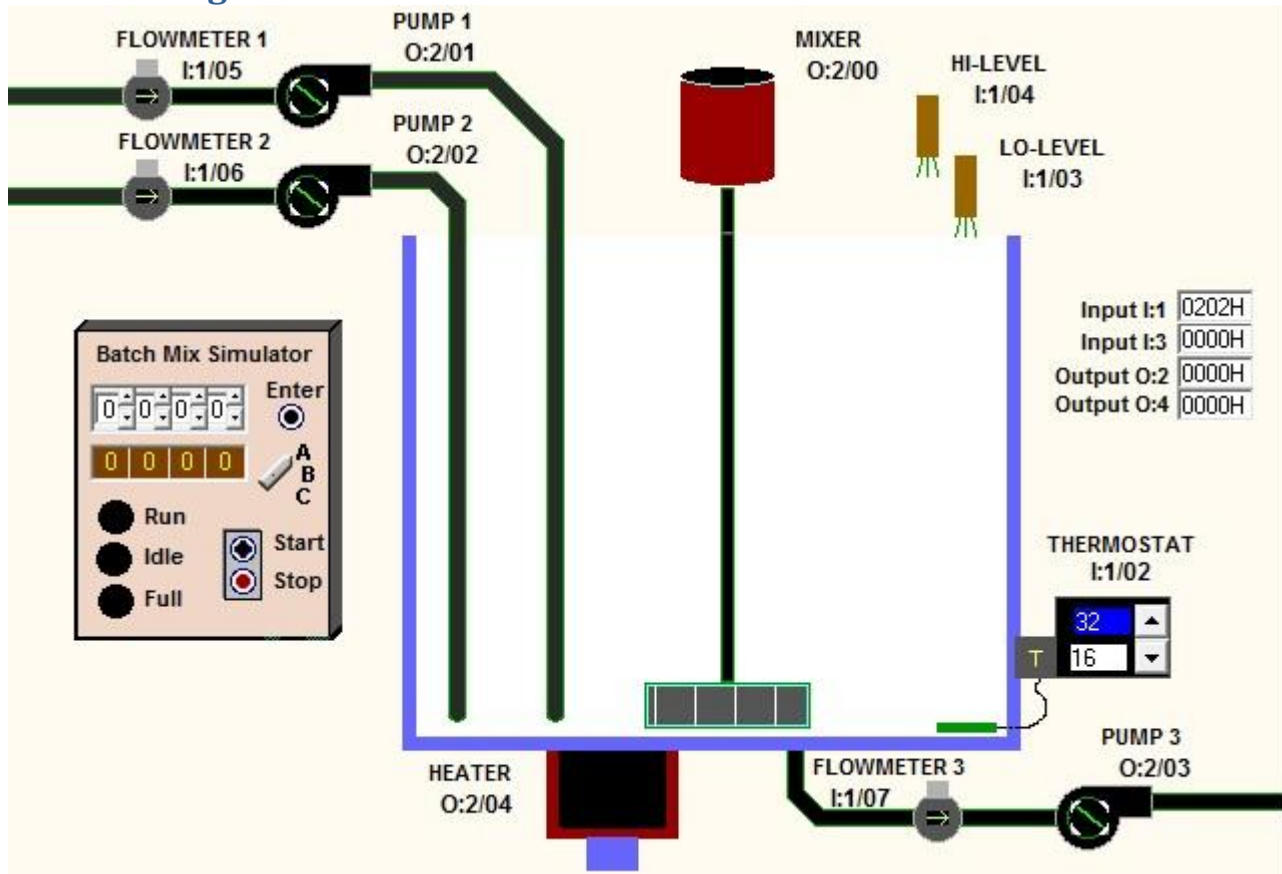 PUMP 1
O:2/01
FLOWMETER 1
I:1/05
MIXER
O:2/00
HI-LEVEL
I:1/04
PUMP 2
O:2/02
FLOWMETER 2
I:1/06
LO-LEVEL
I:1/03
Input I:1 0202H
Input I:3 0000H
Output O:2 0000H
Output O:4 0000H
Batch Mix Simulator
Enter
0 0 0 0
0 0 0 0
A
B
C
Run
Idle
Full
Start
Stop
THERMOSTAT
I:1/02
32
T 16
HEATER
O:2/04
FLOWMETER 3
I:1/07
PUMP 3
O:2/03